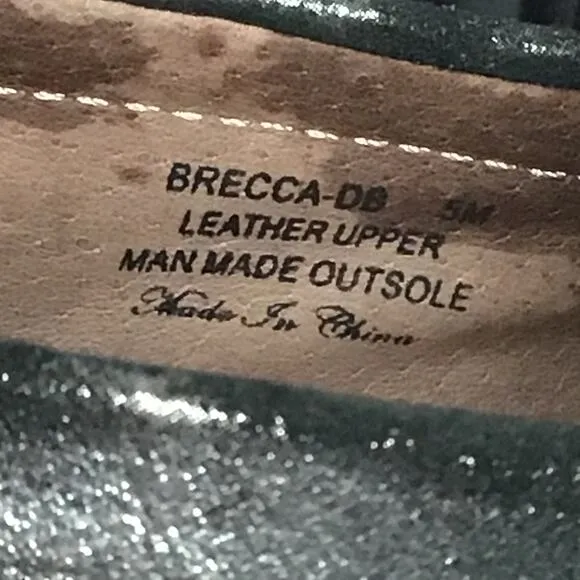 BRECCA-DB 5M
LEATHER UPPER
MAN MADE OUTSOLE
Made In China